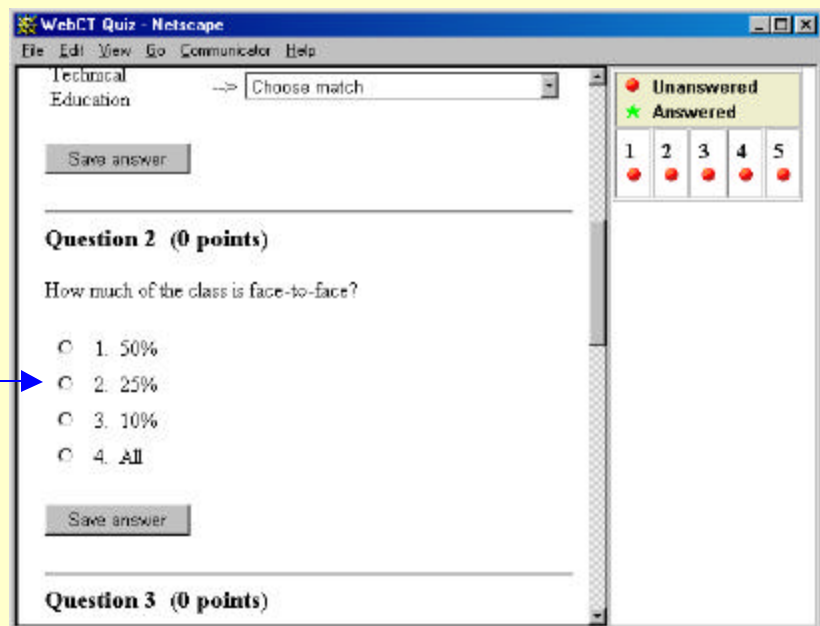 WebCT Quiz - Netscape
File Edit View Go Communicator Help
Technical
Education
--> Choose match
Save answer
Question 2 (0 points)
How much of the class is face-to-face?
1. 50%
2. 25%
3. 10%
4. All
Save answer
Question 3 (0 points)
Unanswered
Answered
1 2 3 4 5